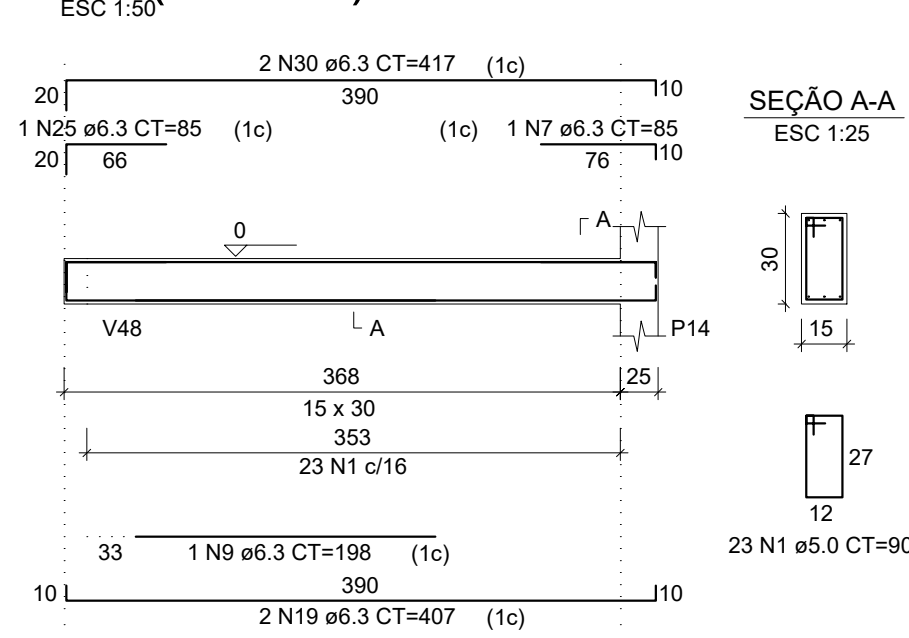 ESC 1:50
2 N30 ø6.3 CT=417 (1c)
20 390 10
1 N25 ø6.3 CT=85 (1c) (1c) 1 N7 ø6.3 CT=85
20 66 76 10
SEÇÃO A-A
ESC 1:25
0 A
V48 A P14
30
15
368 25
15 x 30
353
23 N1 c/16
27
12
23 N1 ø5.0 CT=90
33 1 N9 ø6.3 CT=198 (1c)
10 390 10
2 N19 ø6.3 CT=407 (1c)